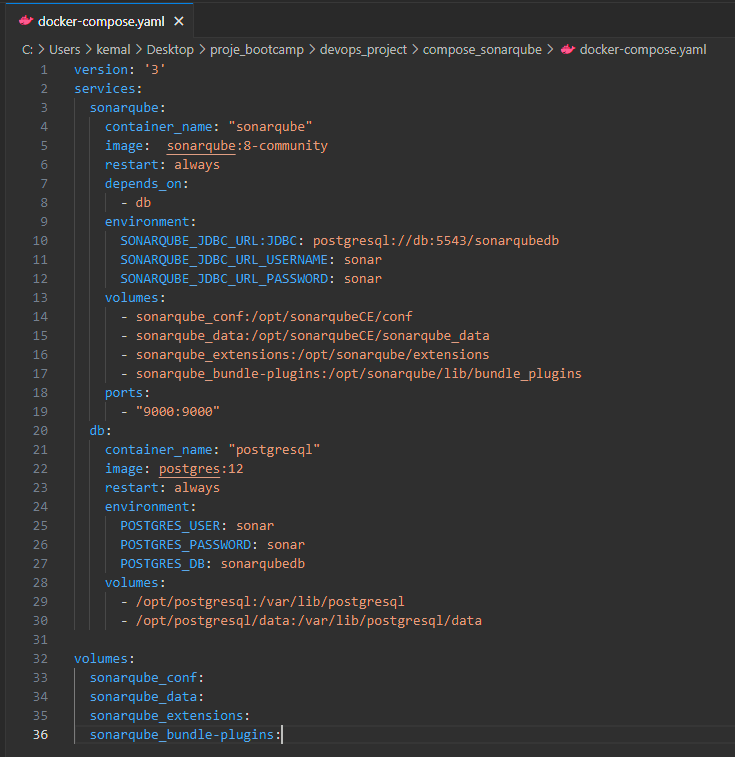 docker-compose.yaml ×
C: > Users > kemal > Desktop > proje_bootcamp > devops_project > compose_sonarqube > docker-compose.yaml
1 version: '3'
2 services:
3   sonarqube:
4     container_name: "sonarqube"
5     image:  sonarqube:8-community
6     restart: always
7     depends_on:
8       - db
9     environment:
10       SONARQUBE_JDBC_URL:JDBC: postgresql://db:5543/sonarqubedb
11       SONARQUBE_JDBC_URL_USERNAME: sonar
12       SONARQUBE_JDBC_URL_PASSWORD: sonar
13     volumes:
14       - sonarqube_conf:/opt/sonarqubeCE/conf
15       - sonarqube_data:/opt/sonarqubeCE/sonarqube_data
16       - sonarqube_extensions:/opt/sonarqube/extensions
17       - sonarqube_bundle-plugins:/opt/sonarqube/lib/bundle_plugins
18     ports:
19       - "9000:9000"
20   db:
21     container_name: "postgresql"
22     image: postgres:12
23     restart: always
24     environment:
25       POSTGRES_USER: sonar
26       POSTGRES_PASSWORD: sonar
27       POSTGRES_DB: sonarqubedb
28     volumes:
29       - /opt/postgresql:/var/lib/postgresql
30       - /opt/postgresql/data:/var/lib/postgresql/data
31
32 volumes:
33   sonarqube_conf:
34   sonarqube_data:
35   sonarqube_extensions:
36   sonarqube_bundle-plugins: